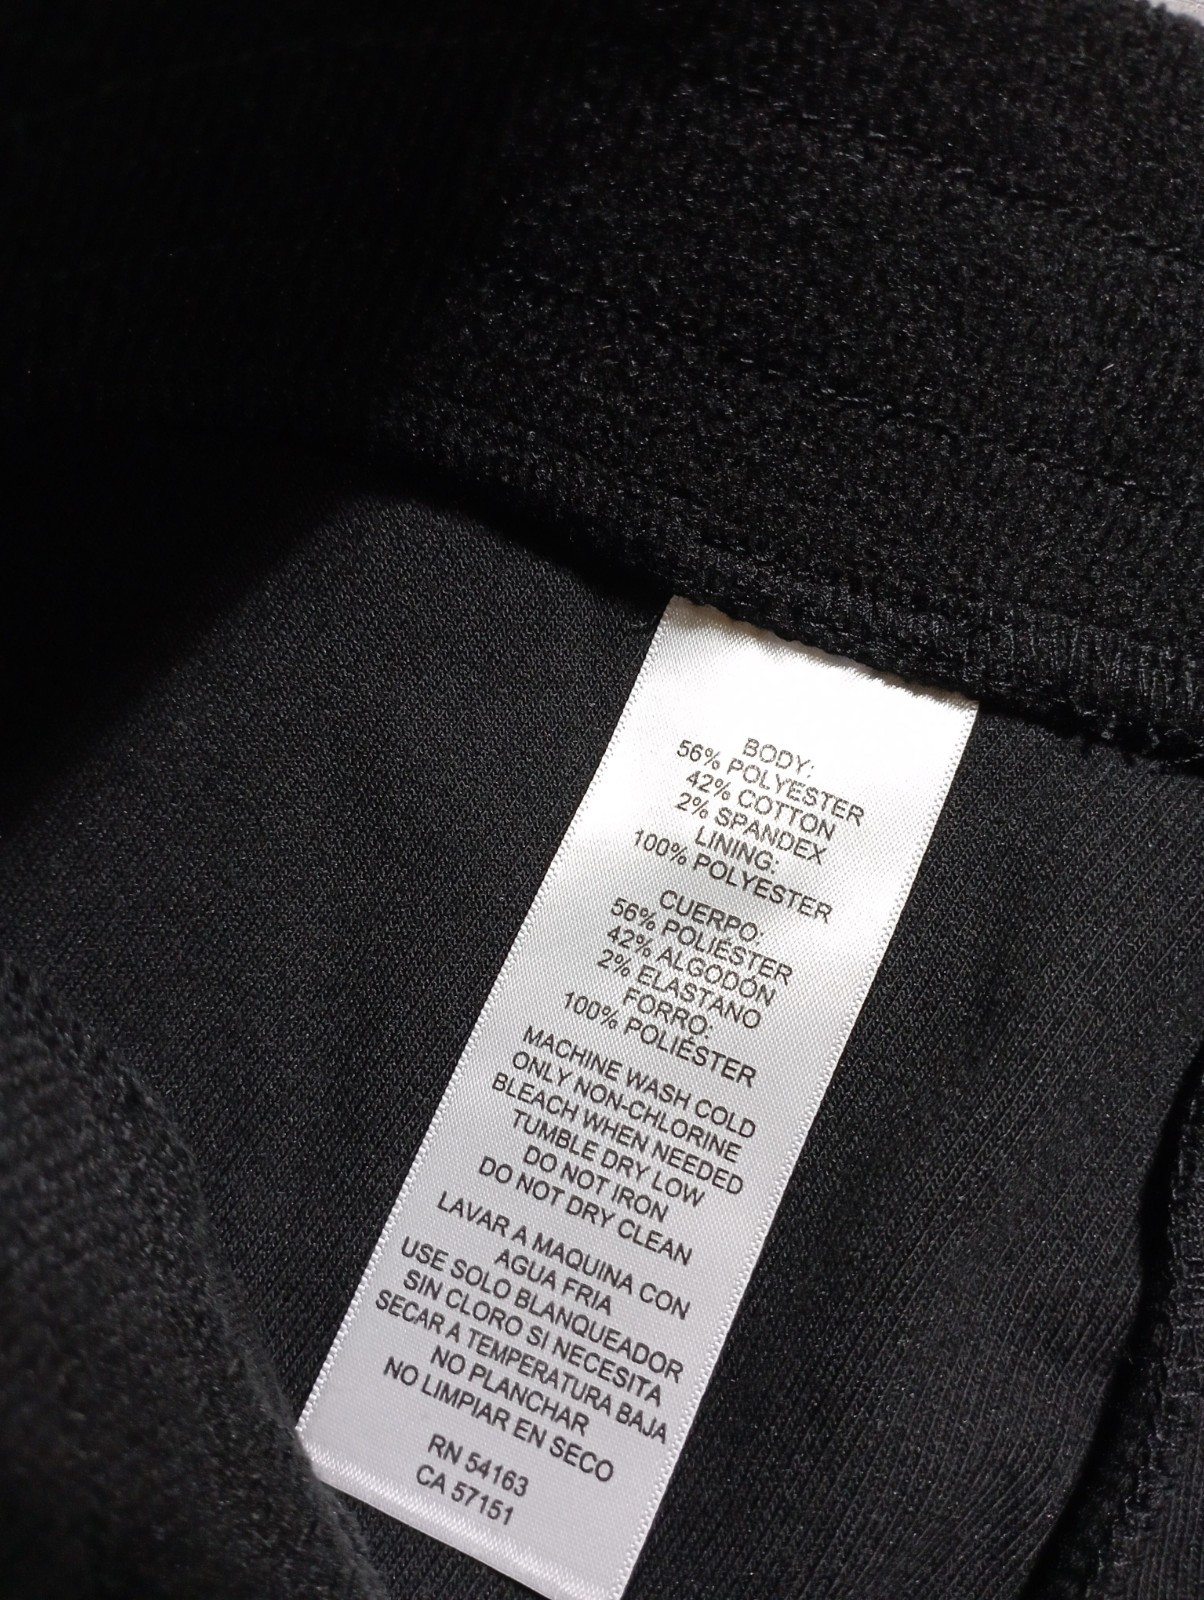 BODY:
56% POLYESTER
42% COTTON
2% SPANDEX
LINING:
100% POLYESTER
CUERPO:
56% POLIÉSTER
42% ALGODÓN
2% ELASTANO
FORRO:
100% POLIÉSTER
MACHINE WASH COLD
ONLY NON-CHLORINE
BLEACH WHEN NEEDED
TUMBLE DRY LOW
DO NOT IRON
DO NOT DRY CLEAN
LAVAR A MAQUINA CON
AGUA FRIA
USE SOLO BLANQUEADOR
SIN CLORO SI NECESITA
SECAR A TEMPERATURA BAJA
NO PLANCHAR
NO LIMPIAR EN SECO
RN 54163
CA 57151